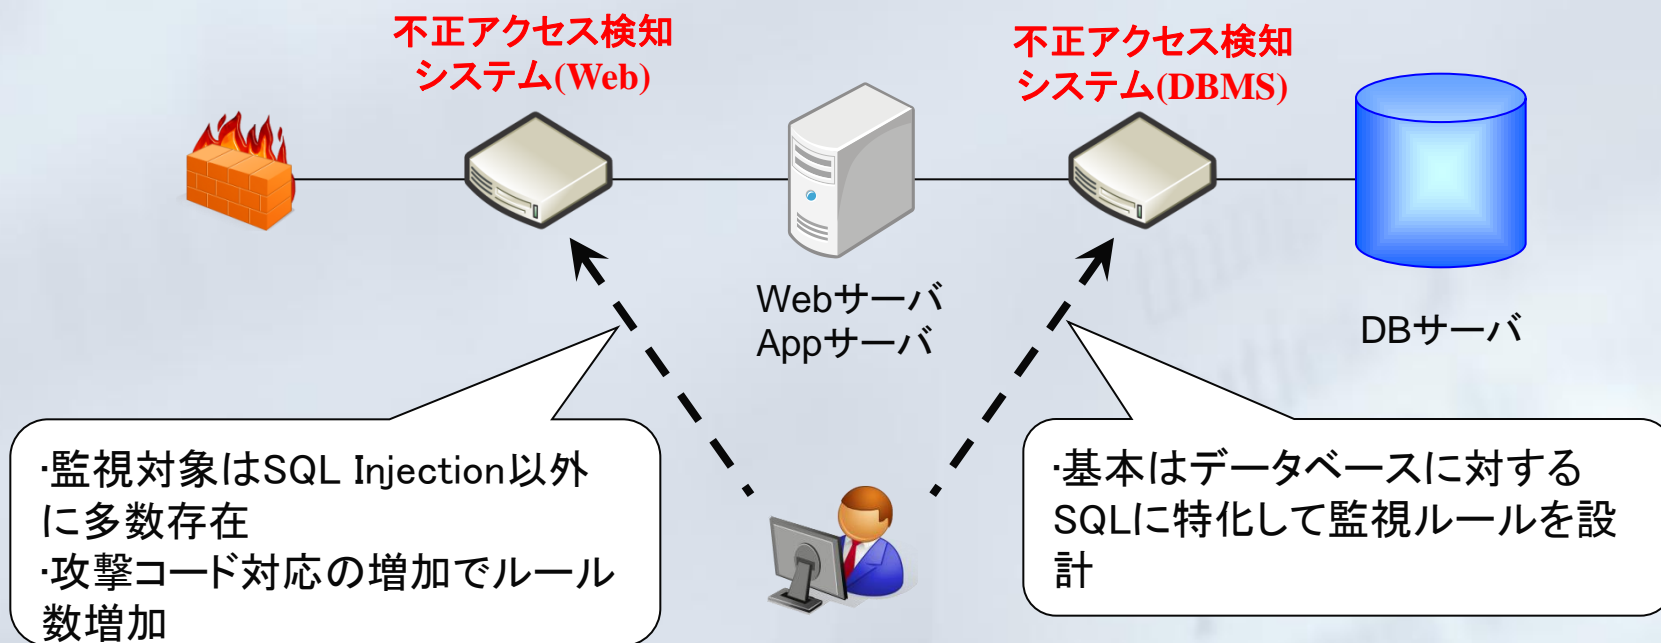 不正アクセス検知
システム(Web)
不正アクセス検知
システム(DBMS)
Webサーバ
Appサーバ
DBサーバ
･監視対象はSQL Injection以外
に多数存在
･攻撃コード対応の増加でルール
数増加
･基本はデータベースに対する
SQLに特化して監視ルールを設
計